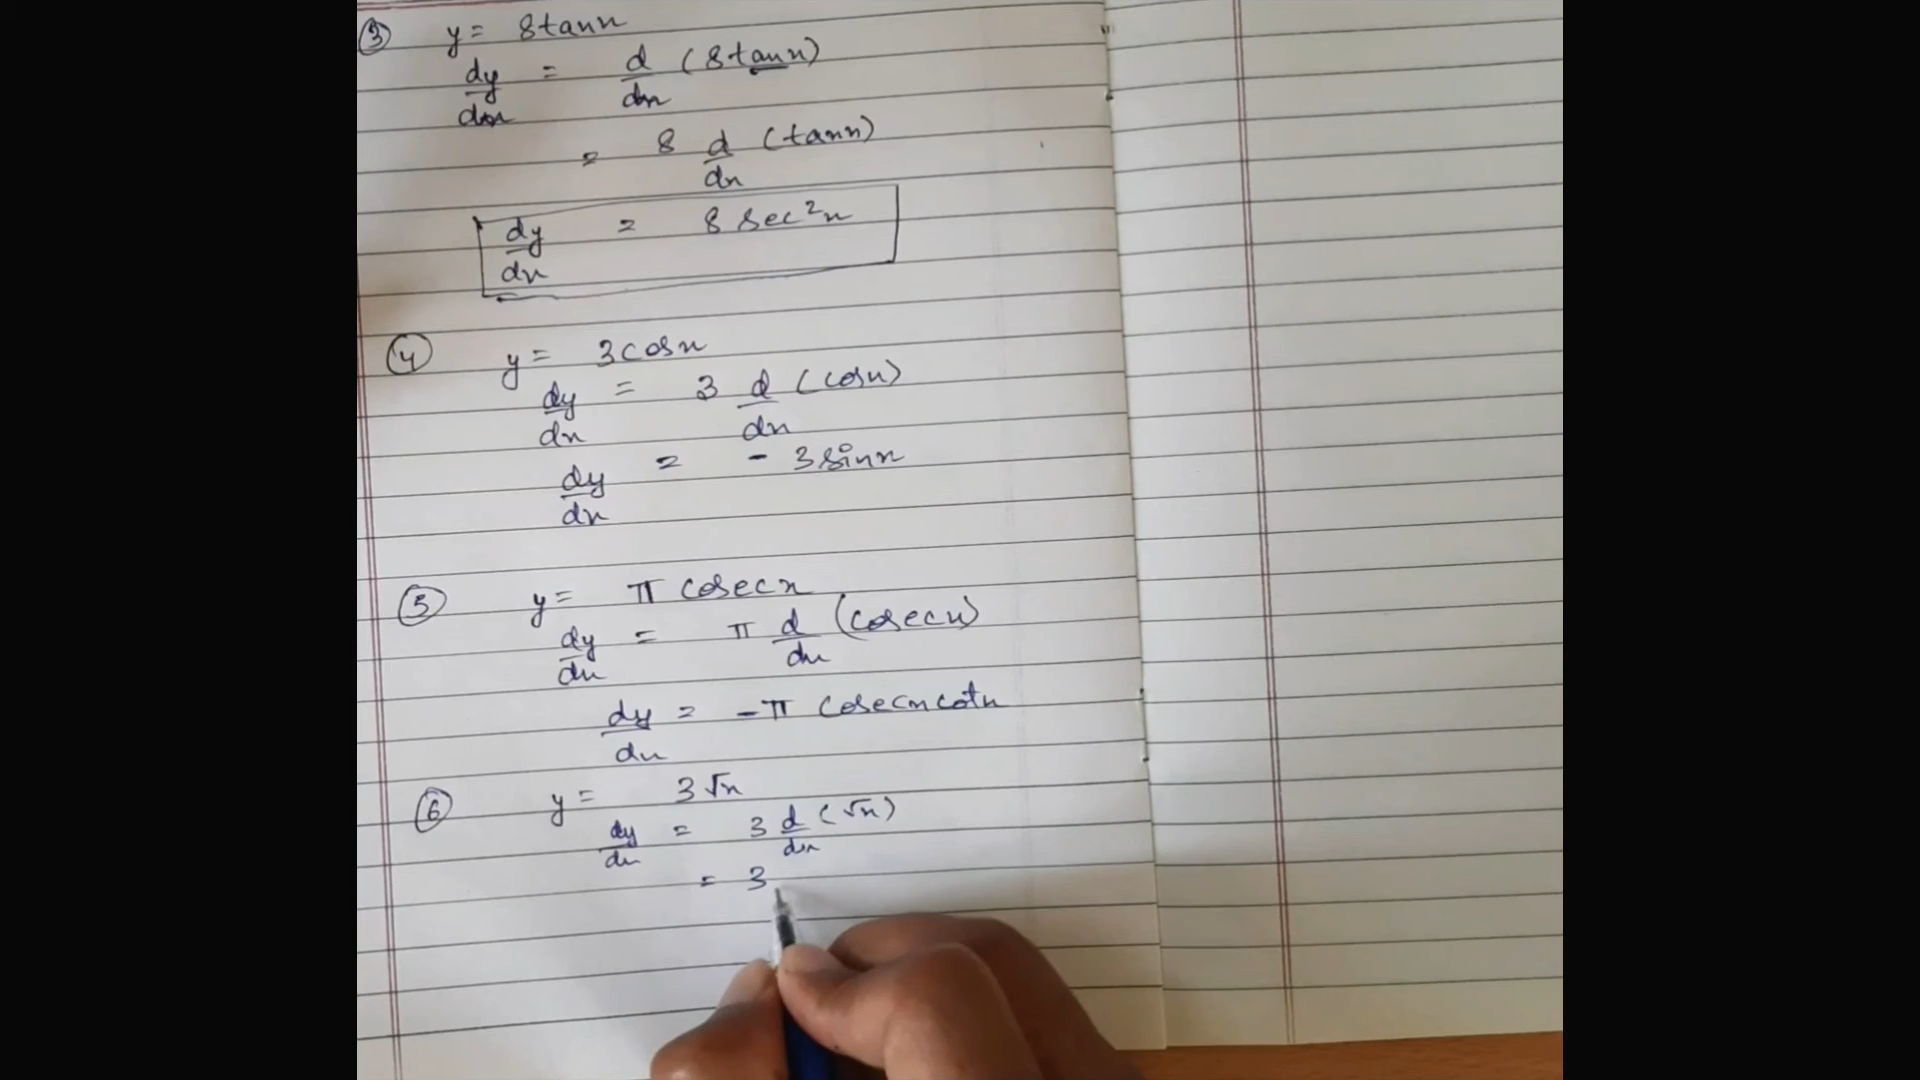 ③ y = 8tanx
dy/dx = d/dx (8tanx)
= 8 d/dx (tanx)
dy/dx = 8 sec²x
④ y = 3cosx
dy/dx = 3 d/dx (cosx)
dy/dx = - 3sinx
⑤ y = π cosecx
dy/dx = π d/dx (cosecx)
dy/dx = -π cosecx cotx
⑥ y = 3√x
dy/dx = 3 d/dx (√x)
= 3